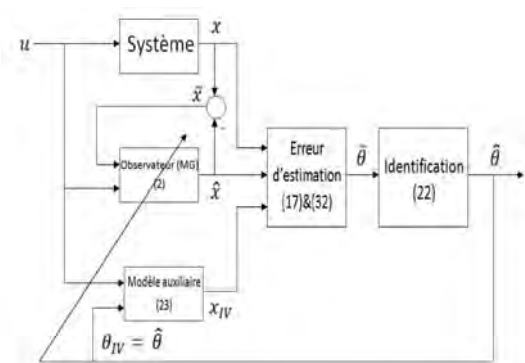 x
u
Système
x̃
-
Observateur (MG)
(2)
x̂
Erreur
d'estimation
(17)&(32)
θ̃
Identification
(22)
θ̂
Modèle auxiliaire
(23)
x_IV
θ_IV = θ̂